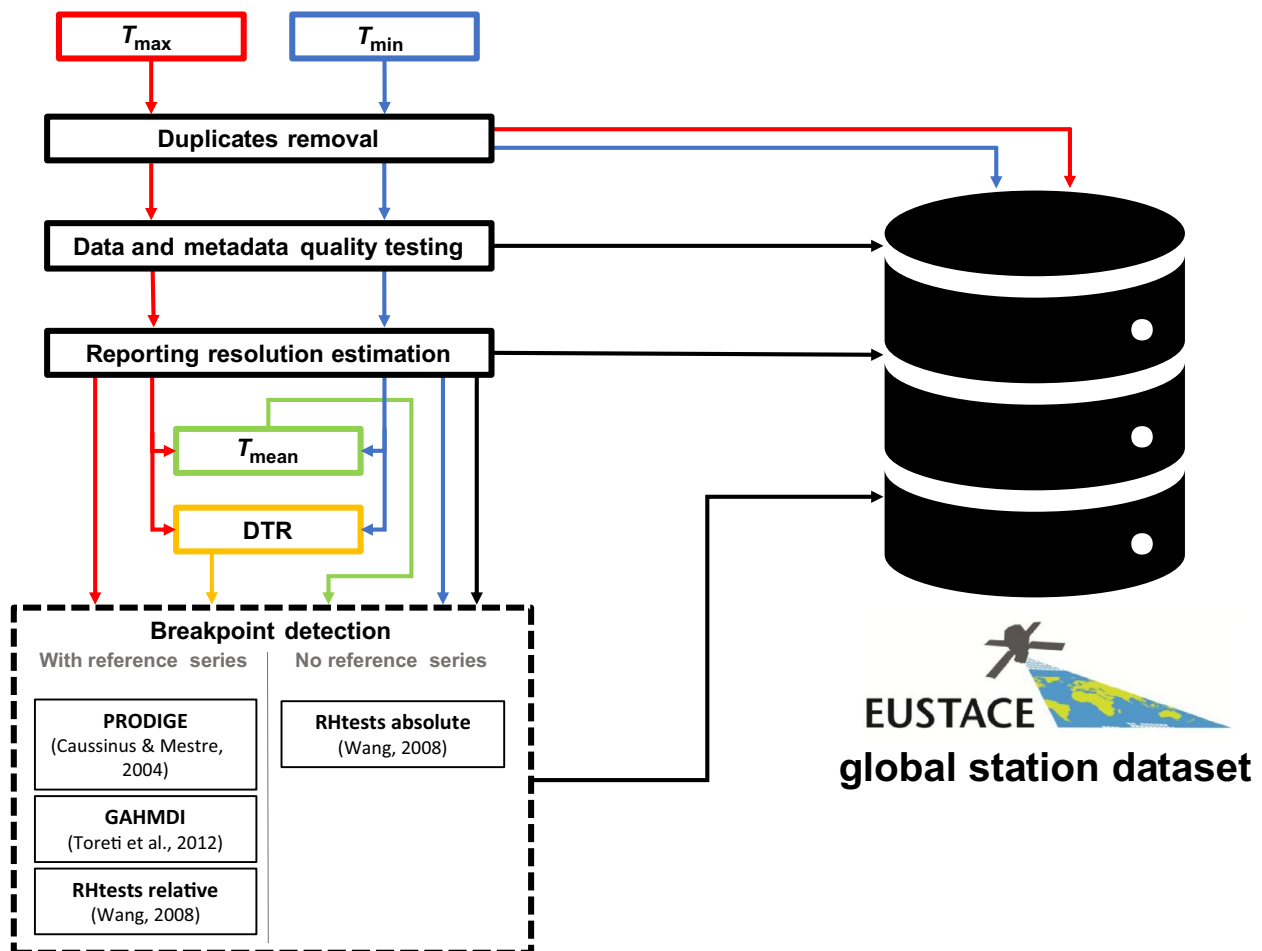 Tmax
Tmin
Duplicates removal
Data and metadata quality testing
Reporting resolution estimation
Tmean
DTR
Breakpoint detection
With reference series
No reference series
PRODIGE
(Caussinus & Mestre,
2004)
GAHMDI
(Toreti et al., 2012)
RHtests relative
(Wang, 2008)
RHtests absolute
(Wang, 2008)
EUSTACE
global station dataset